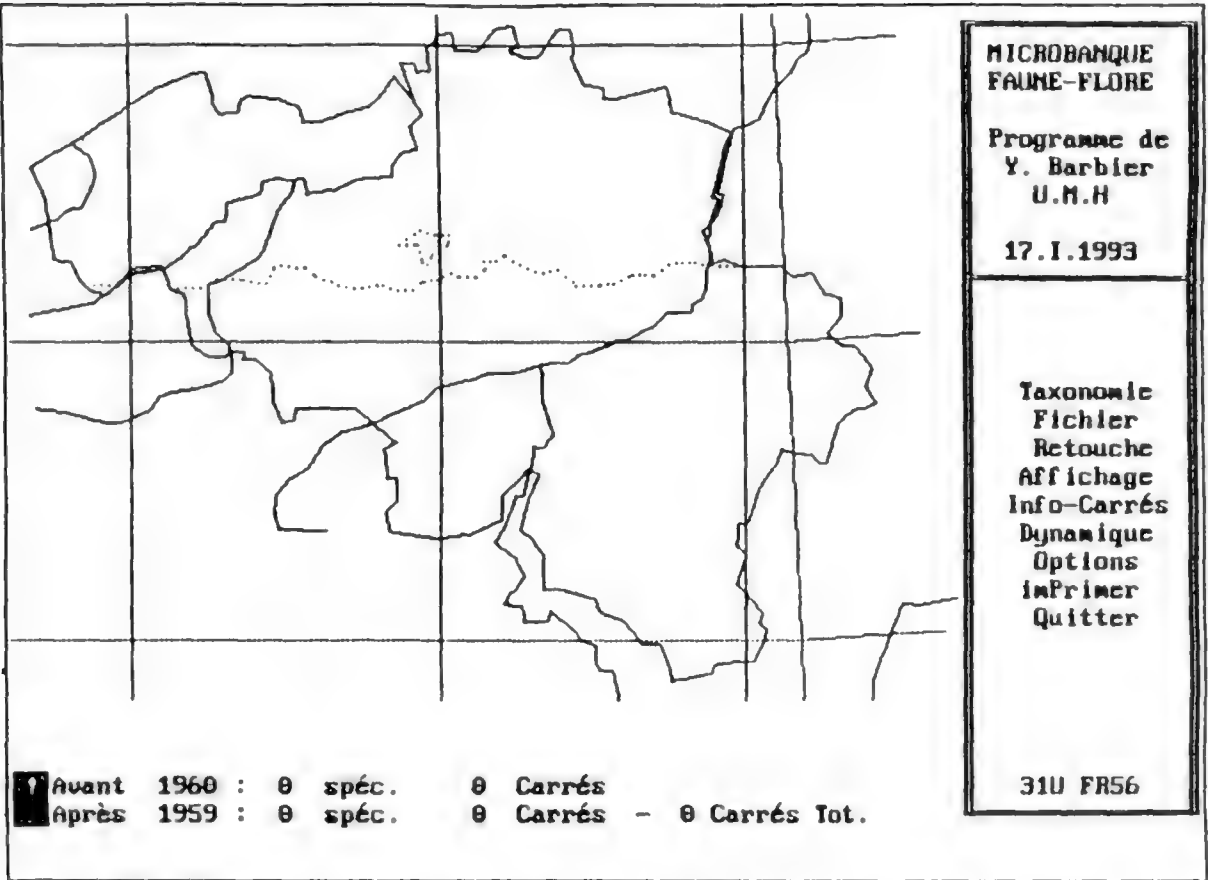 MICROBANQUE
FAUNE-FLORE
Programme de
Y. Barbier
U.M.H
17.I.1993
Taxonomie
Fichier
Retouche
Affichage
Info-Carrés
Dynamique
Options
imPrimer
Quitter
31U FR56
Avant 1960 : 0 spéc. 0 Carrés
Après 1959 : 0 spéc. 0 Carrés - 0 Carrés Tot.